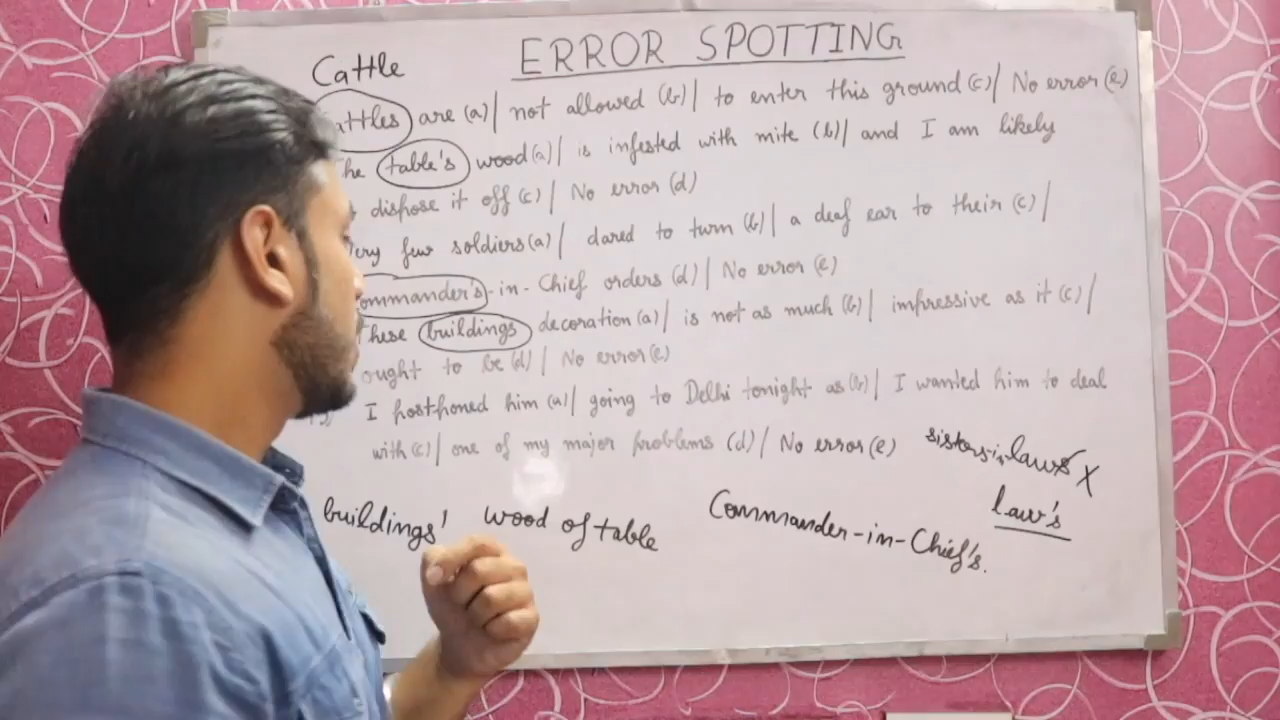 ERROR SPOTTING
Cattle
attles are (a)/ not allowed (b)/ to enter this ground (c)/ No error (e)
he table's wood (a)/ is infested with mite (b)/ and I am likely
dispose it off (c)/ No error (d)
ery few soldiers (a)/ dared to turn (b)/ a deaf ear to their (c)/
ommander's-in-Chief orders (d)/ No error (e)
These buildings decoration (a)/ is not as much (b)/ impressive as it (c)/
ought to be (d)/ No error (e)
I postponed him (a)/ going to Delhi tonight as (b)/ I wanted him to deal
with (c)/ one of my major problems (d)/ No error (e)
sisters-in-laws X
law's
buildings' wood of table Commander-in-Chief's.